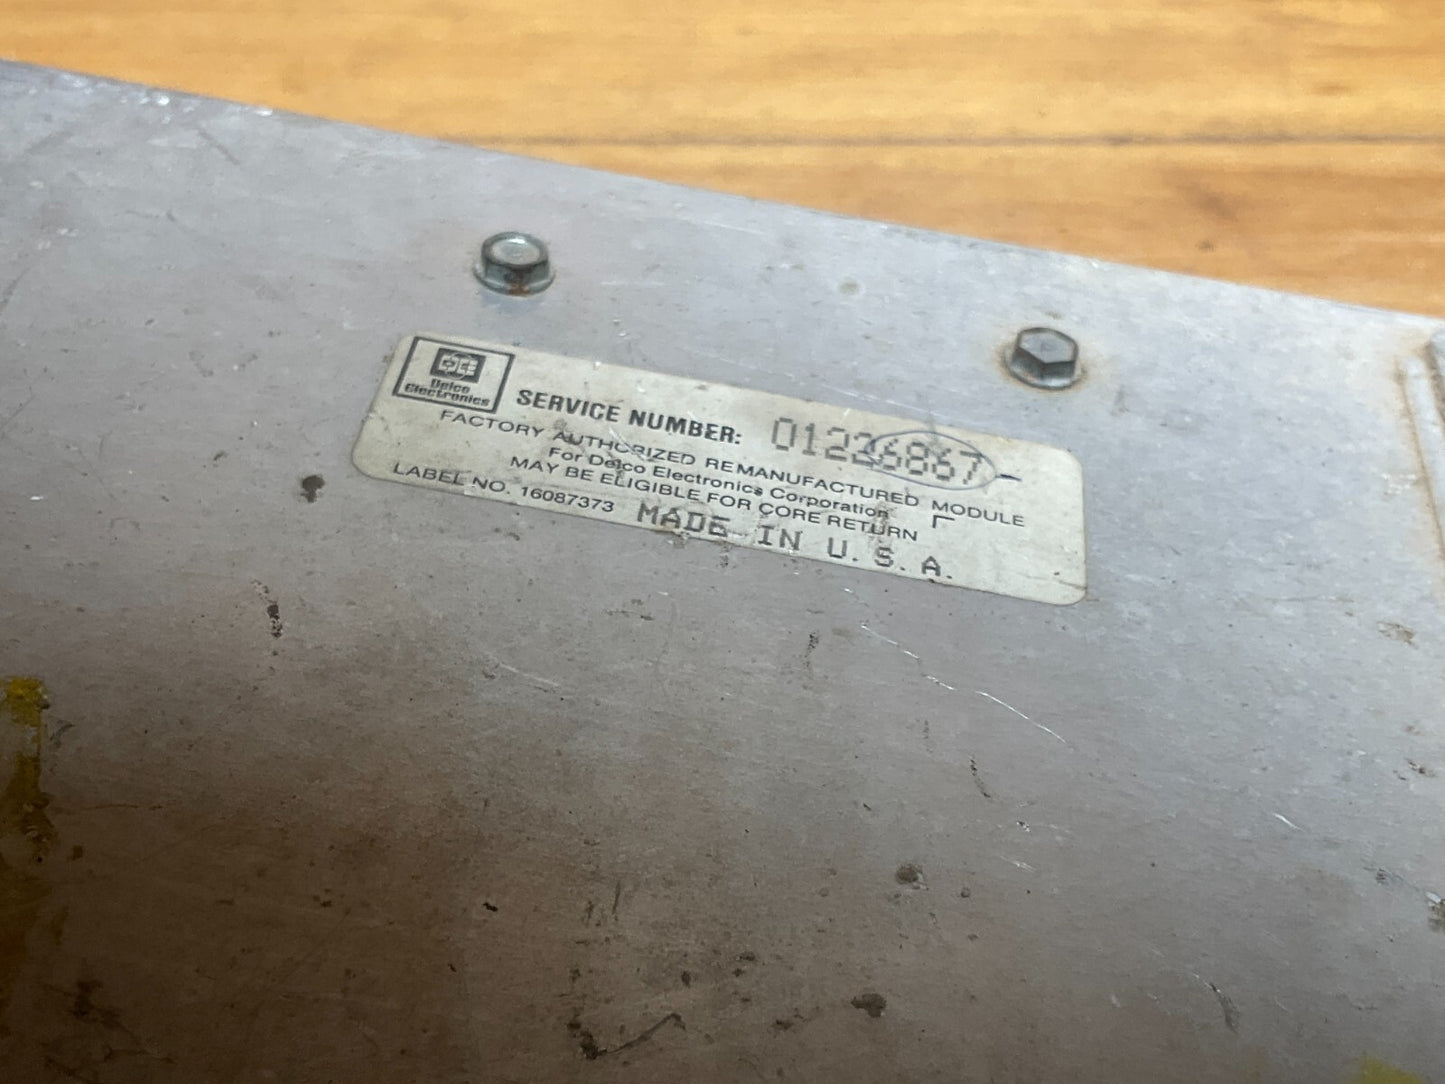 Delco
Electronics
SERVICE NUMBER: 01226867-
FACTORY AUTHORIZED REMANUFACTURED MODULE
For Delco Electronics Corporation
MAY BE ELIGIBLE FOR CORE RETURN
LABEL NO. 16087373 MADE IN U.S.A.